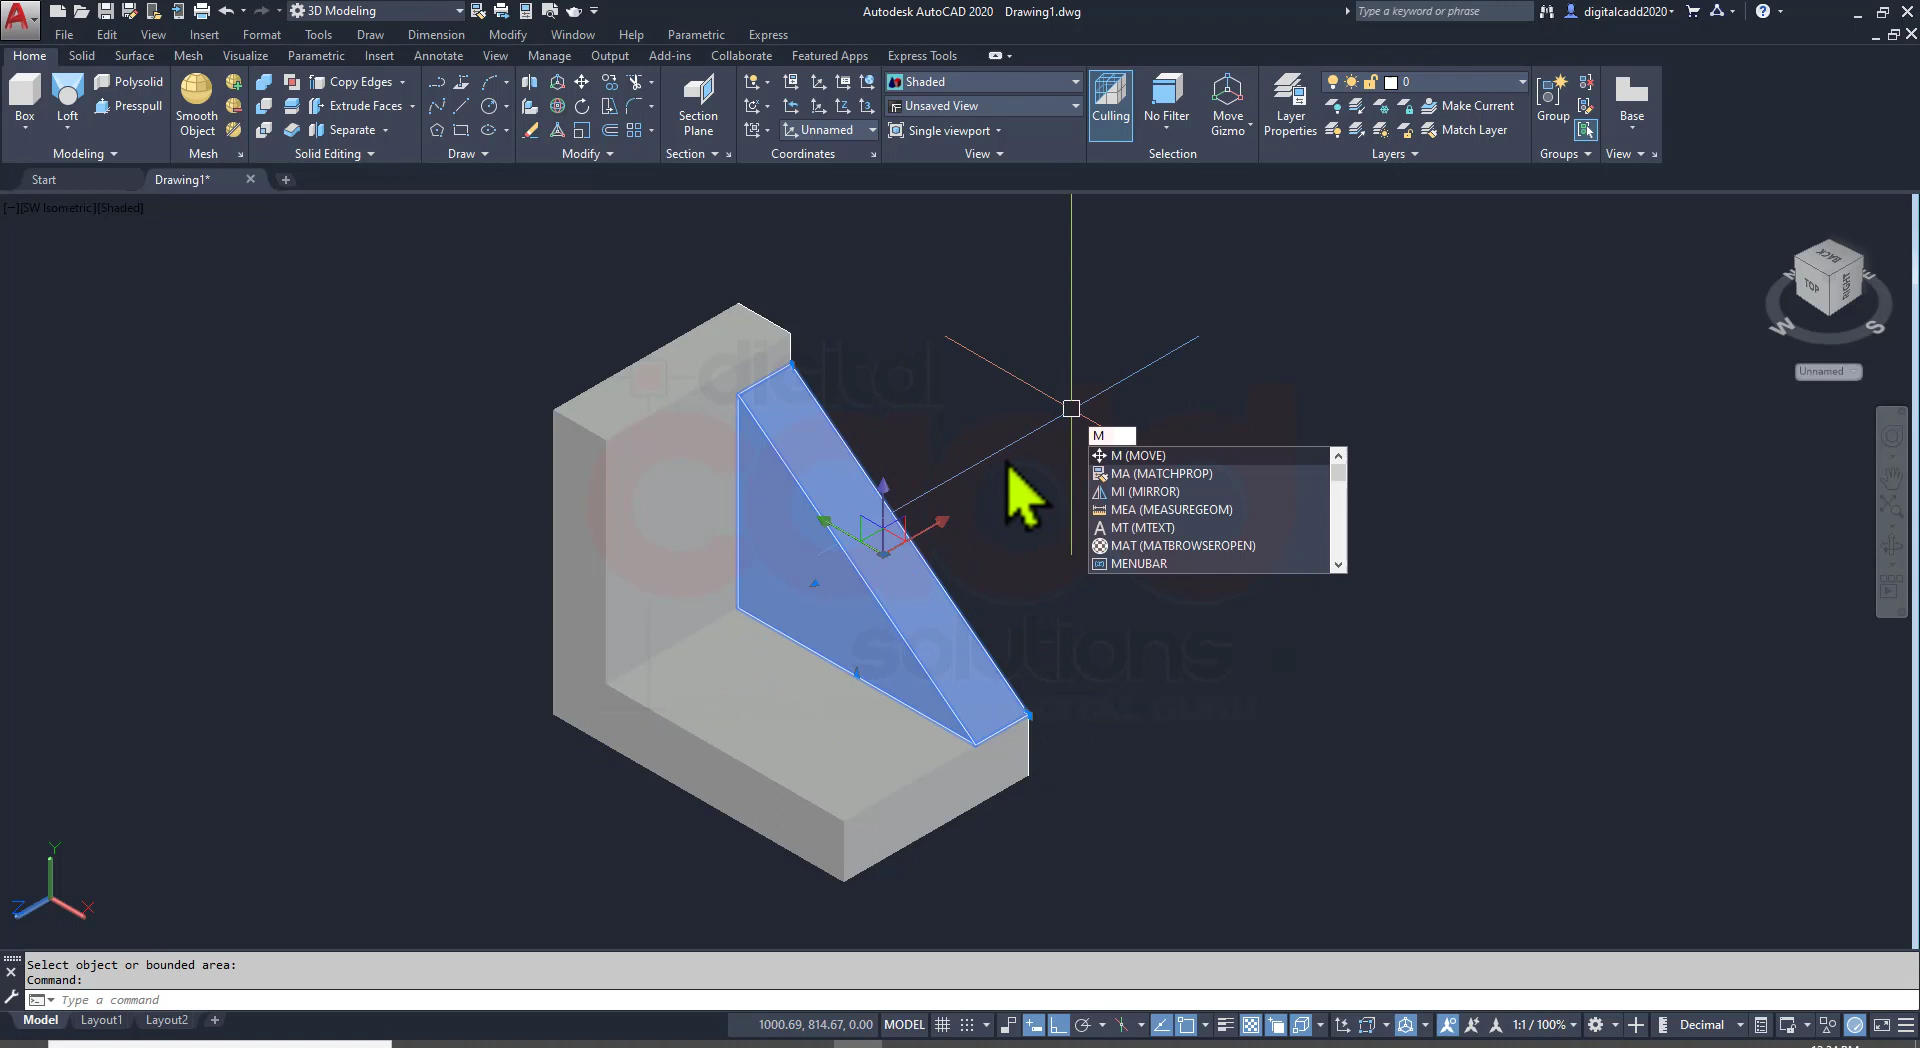 3D Modeling
Autodesk AutoCAD 2020 Drawing1.dwg
Type a keyword or phrase
digitalcadd2020
File Edit View Insert Format Tools Draw Dimension Modify Window Help Parametric Express
Home Solid Surface Mesh Visualize Parametric Insert Annotate View Manage Output Add-ins Collaborate Featured Apps Express Tools
Box
Loft
Polysolid
Presspull
Modeling
Smooth
Object
Mesh
Copy Edges
Extrude Faces
Separate
Solid Editing
Draw
Modify
Section
Plane
Section
Unnamed
Coordinates
Shaded
Unsaved View
Single viewport
View
Culling
No Filter
Move
Gizmo
Selection
Layer
Properties
0
Make Current
Match Layer
Layers
Group
Groups
Base
View
Start
Drawing1*
[−][SW Isometric][Shaded]
BACK
TOP
RIGHT
W
S
Unnamed
digital
cadd
solutions
M
M (MOVE)
MA (MATCHPROP)
MI (MIRROR)
MEA (MEASUREGEOM)
MT (MTEXT)
MAT (MATBROWSEROPEN)
MENUBAR
Y
Z
X
Select object or bounded area:
Command:
Type a command
Model Layout1 Layout2
1000.69, 814.67, 0.00 MODEL
1:1 / 100%
Decimal